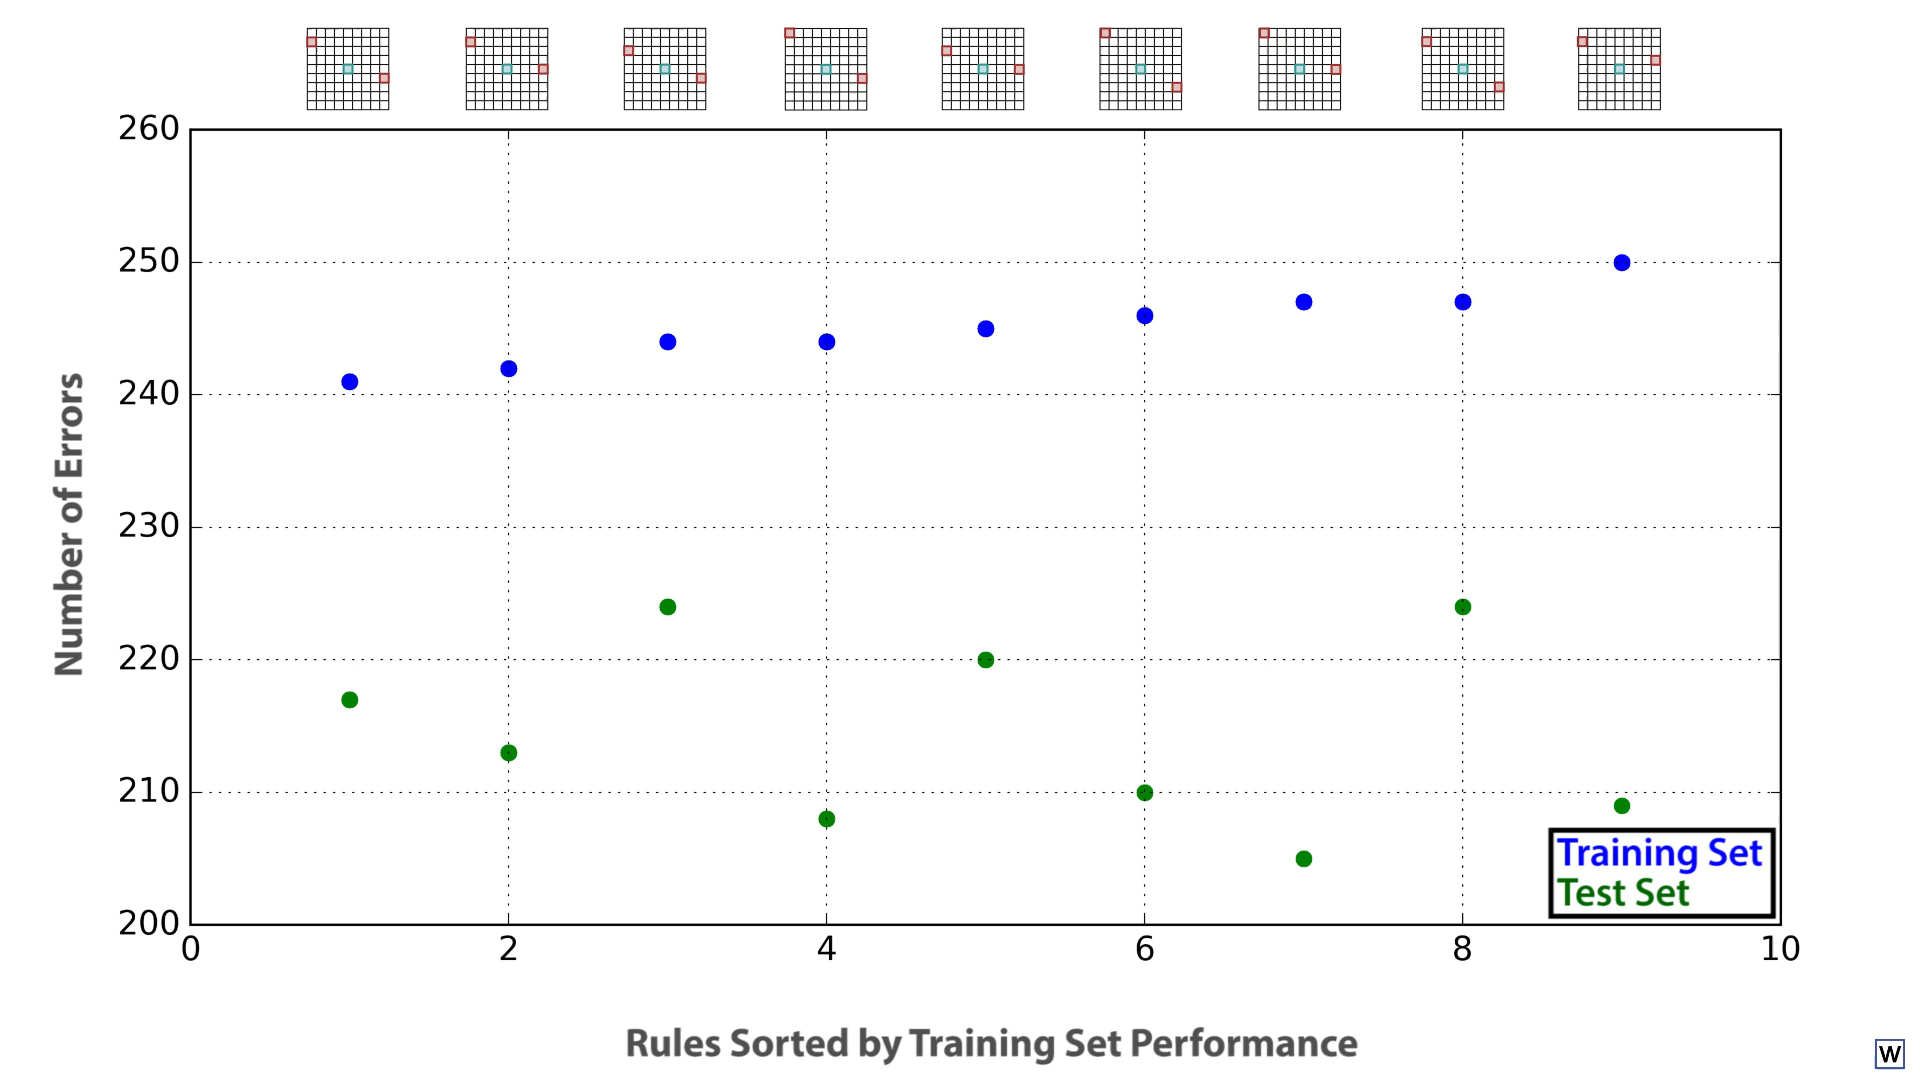 260
250
240
230
220
210
200
0 2 4 6 8 10
Number of Errors
Training Set
Test Set
Rules Sorted by Training Set Performance
W